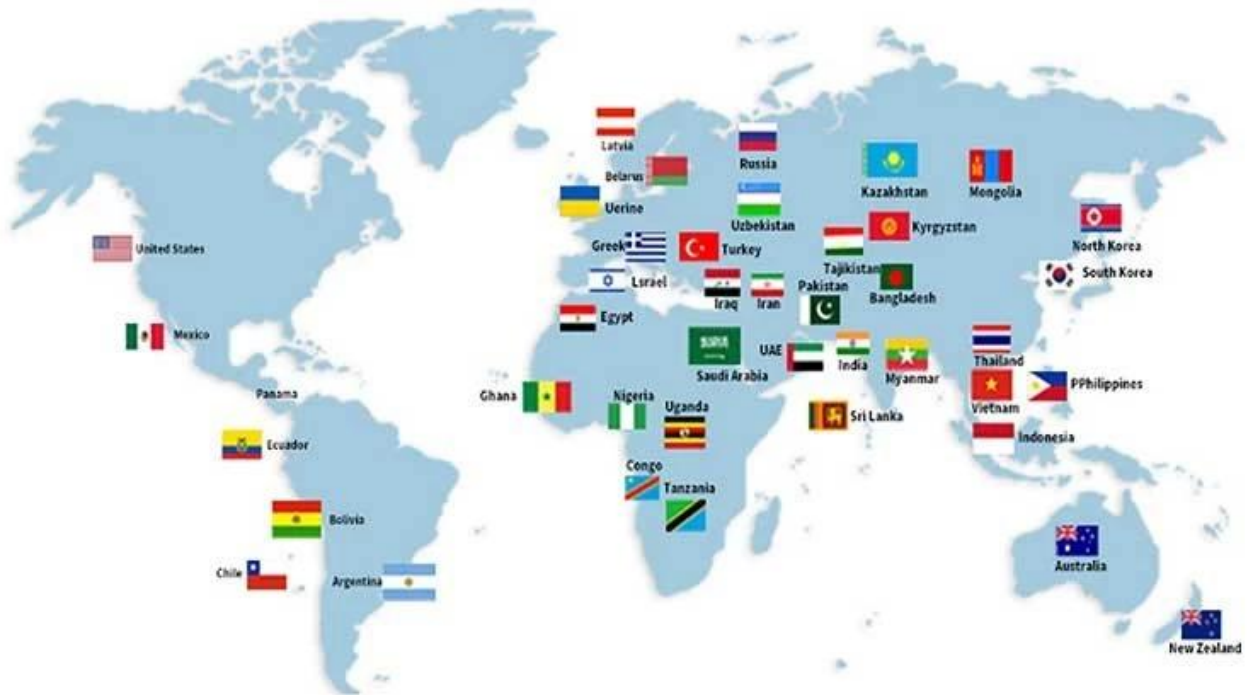 Latvia
Russia
Belarus
Kazakhstan
Mongolia
Uerine
Uzbekistan
Kyrgyzstan
North Korea
United States
Greek
Turkey
Tajikistan
South Korea
Lsrael
Iraq
Iran
Pakistan
Bangladesh
Egypt
Mexico
UAE
India
Thailand
Saudi Arabia
Myanmar
PPhilippines
Panama
Ghana
Nigeria
Uganda
Vietnam
Sri Lanka
Indonesia
Ecuador
Congo
Tanzania
Bolivia
Australia
Chile
Argentina
New Zealand